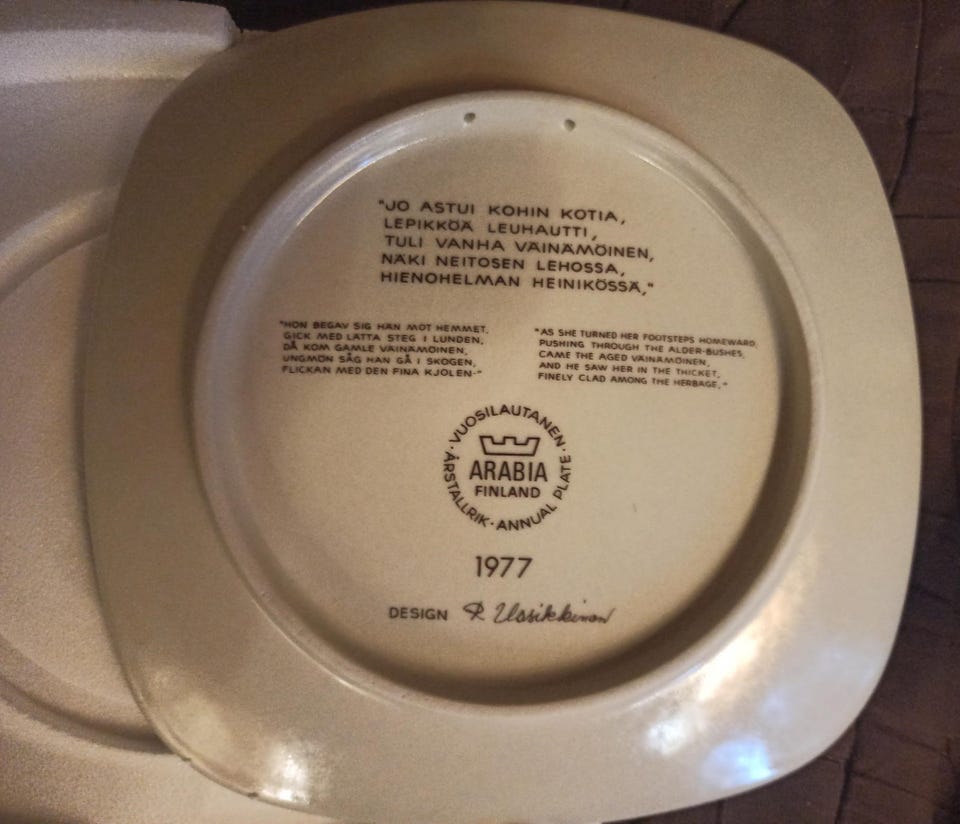 "JO ASTUI KOHIN KOTIA,
LEPIKKÖÄ LEUHAUTTI,
TULI VANHA VÄINÄMÖINEN,
NÄKI NEITOSEN LEHOSSA,
HIENOHELMAN HEINIKÖSSÄ,"
"HON BEGAV SIG HÄN MOT HEMMET,
GICK MED LÄTTA STEG I LUNDEN,
DÅ KOM GAMLE VÄINÄMÖINEN,
UNGMÖN SÅG HAN GÅ I SKOGEN,
FLICKAN MED DEN FINA KJOLEN-"
"AS SHE TURNED HER FOOTSTEPS HOMEWARD,
PUSHING THROUGH THE ALDER-BUSHES,
CAME THE AGED VÄINÄMÖINEN,
AND HE SAW HER IN THE THICKET,
FINELY CLAD AMONG THE HERBAGE,"
· VUOSILAUTANEN ·
ARABIA
FINLAND
ÅRSTALLRIK · ANNUAL PLATE
1977
DESIGN R Uosikkinen